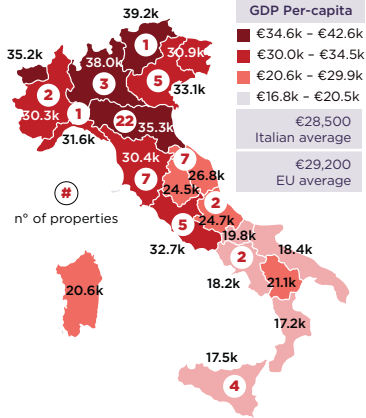 GDP Per-capita
€34.6k – €42.6k
€30.0k – €34.5k
€20.6k – €29.9k
€16.8k – €20.5k
€28,500
Italian average
€29,200
EU average
39.2k
1
35.2k
38.0k
30.9k
2
3
5
30.3k
33.1k
1
22
35.3k
31.6k
30.4k
7
26.8k
7
24.5k
#
n° of properties
2
24.7k
5
19.8k
32.7k
2
18.4k
18.2k
21.1k
20.6k
17.2k
17.5k
4